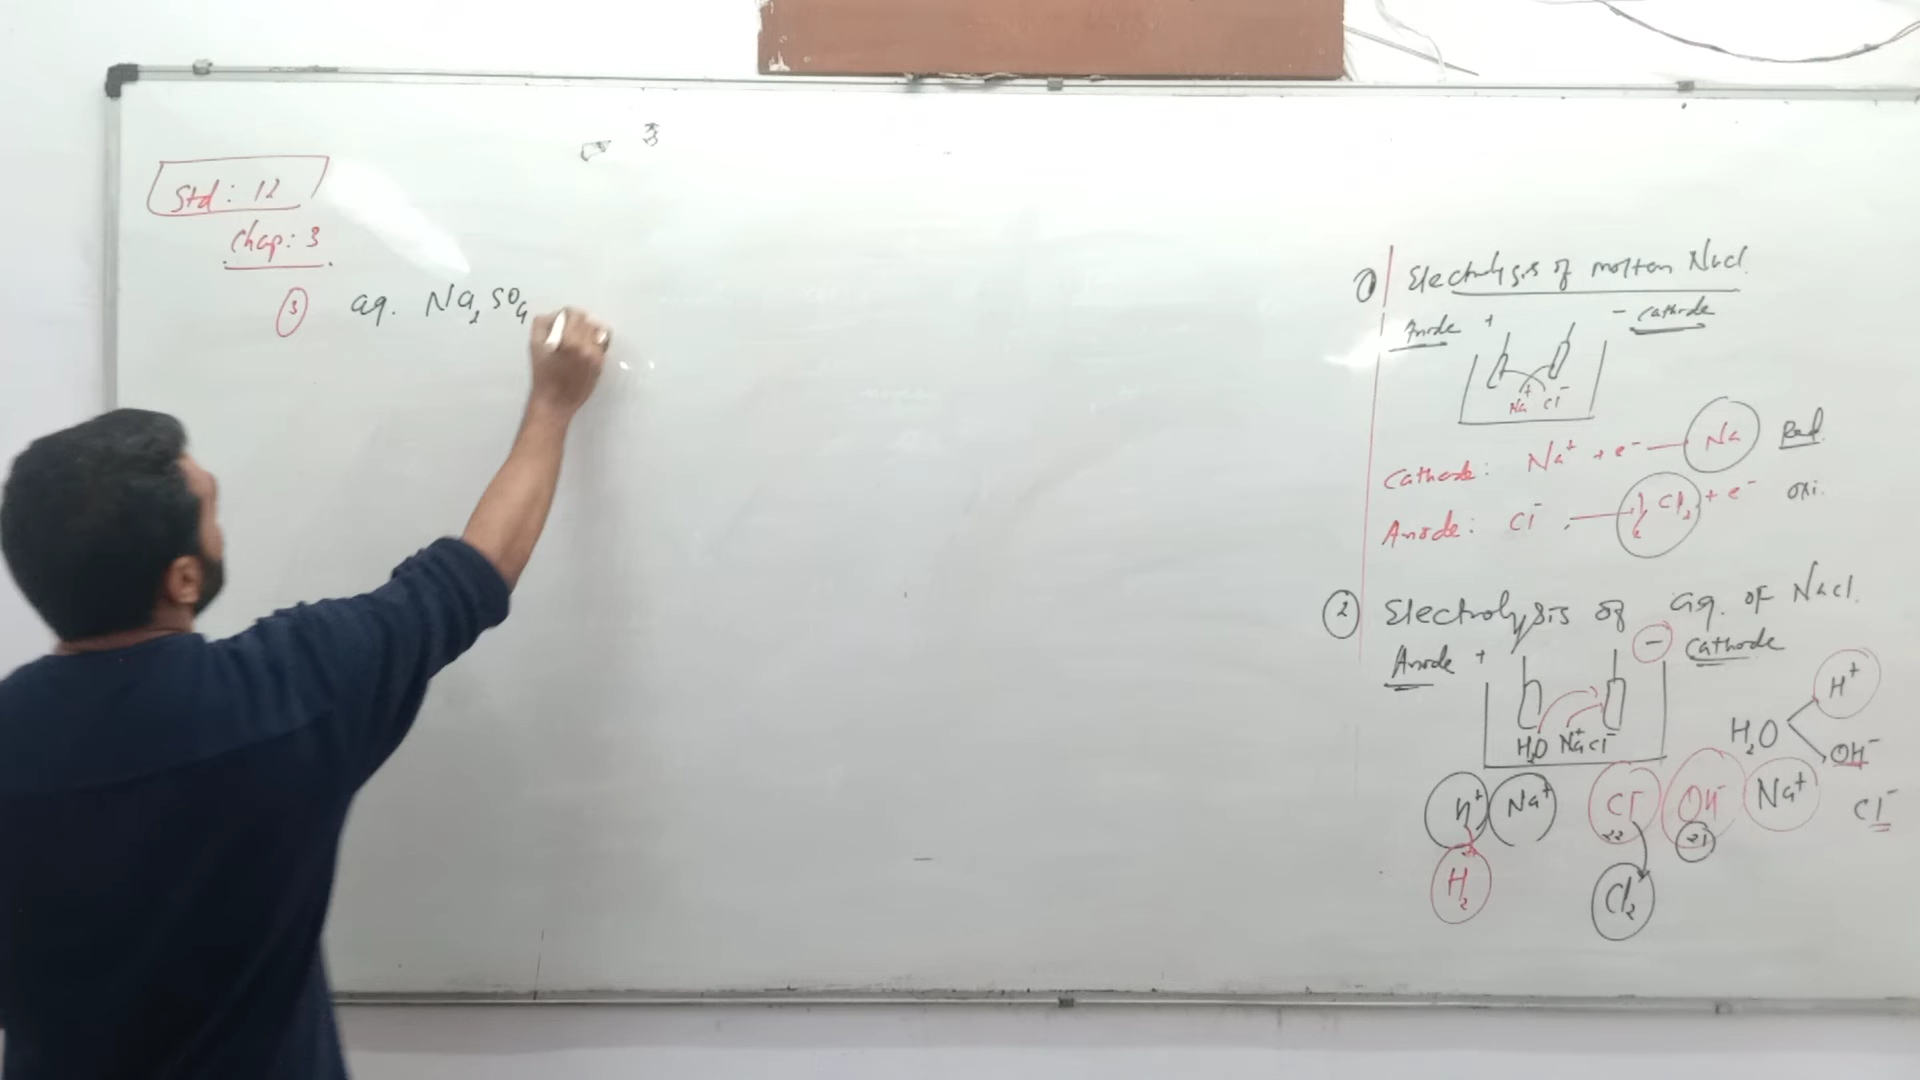 Std: 12
Chap: 3
3 aq. Na2SO4
1 Electrolysis of molten NaCl.
Anode + - Cathode
Na+ Cl-
Cathode: Na+ + e- — Na Red.
Anode: Cl- — Cl2 + e- Oxi.
2 Electrolysis of aq. of NaCl.
Anode + - Cathode
H2O Na+ Cl-
H2O H+
OH-
H+ Na+ Cl- OH- Na+ Cl-
H2 Cl2